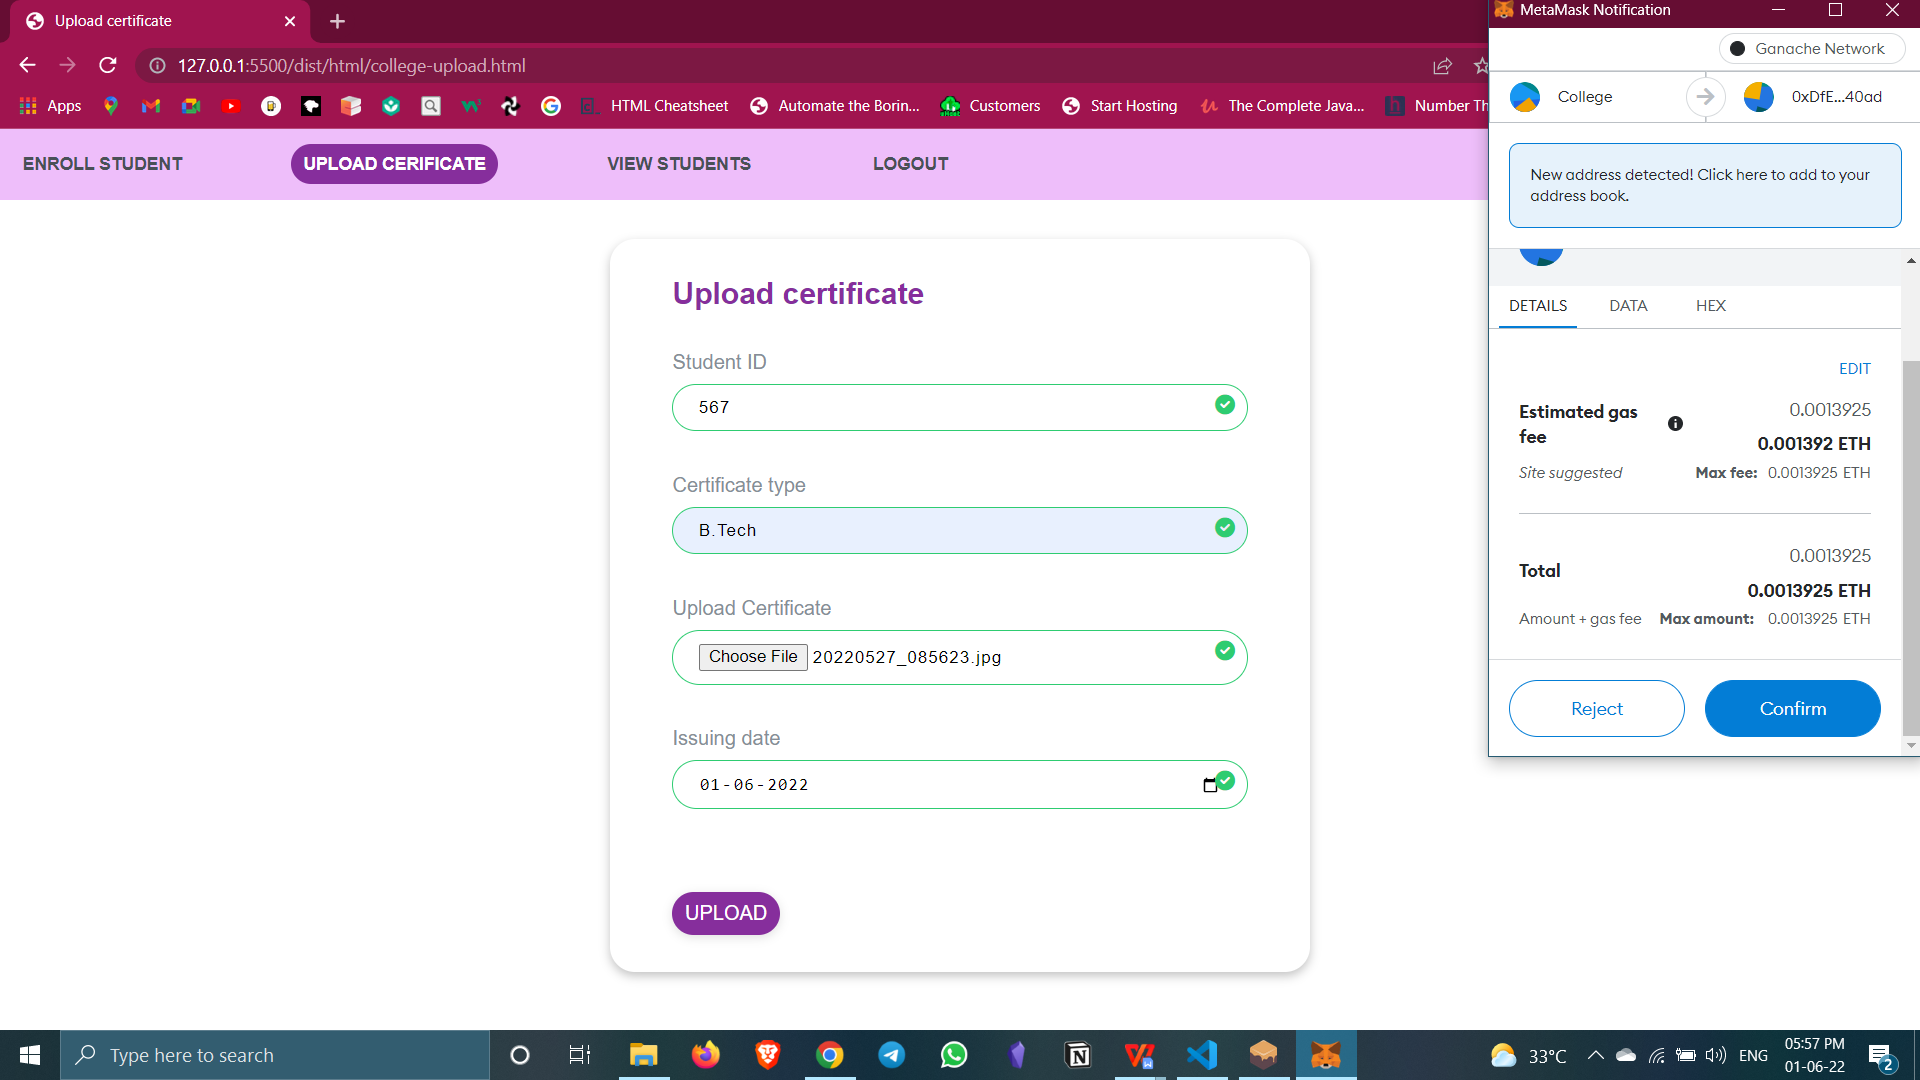 Upload certificate
127.0.0.1:5500/dist/html/college-upload.html
Apps
HTML Cheatsheet
Automate the Borin...
Customers
Start Hosting
The Complete Java...
Number Th
ENROLL STUDENT
UPLOAD CERIFICATE
VIEW STUDENTS
LOGOUT
Upload certificate
Student ID
567
Certificate type
B.Tech
Upload Certificate
Choose File 20220527_085623.jpg
Issuing date
01-06-2022
UPLOAD
MetaMask Notification
Ganache Network
College
0xDfE...40ad
New address detected! Click here to add to your
address book.
DETAILS
DATA
HEX
EDIT
Estimated gas
fee
0.0013925
0.001392 ETH
Site suggested
Max fee: 0.0013925 ETH
Total
0.0013925
0.0013925 ETH
Amount + gas fee
Max amount: 0.0013925 ETH
Reject
Confirm
Type here to search
33°C
ENG
05:57 PM
01-06-22
2